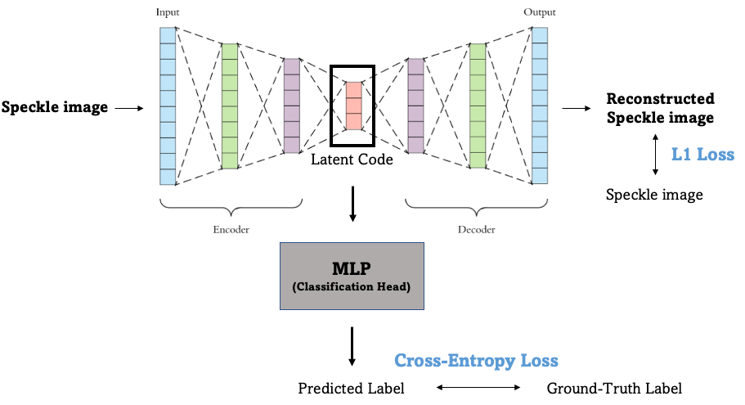 Input
Output
Speckle image
Reconstructed
Speckle image
L1 Loss
Speckle image
Latent Code
Encoder
Decoder
MLP
(Classification Head)
Cross-Entropy Loss
Predicted Label
Ground-Truth Label